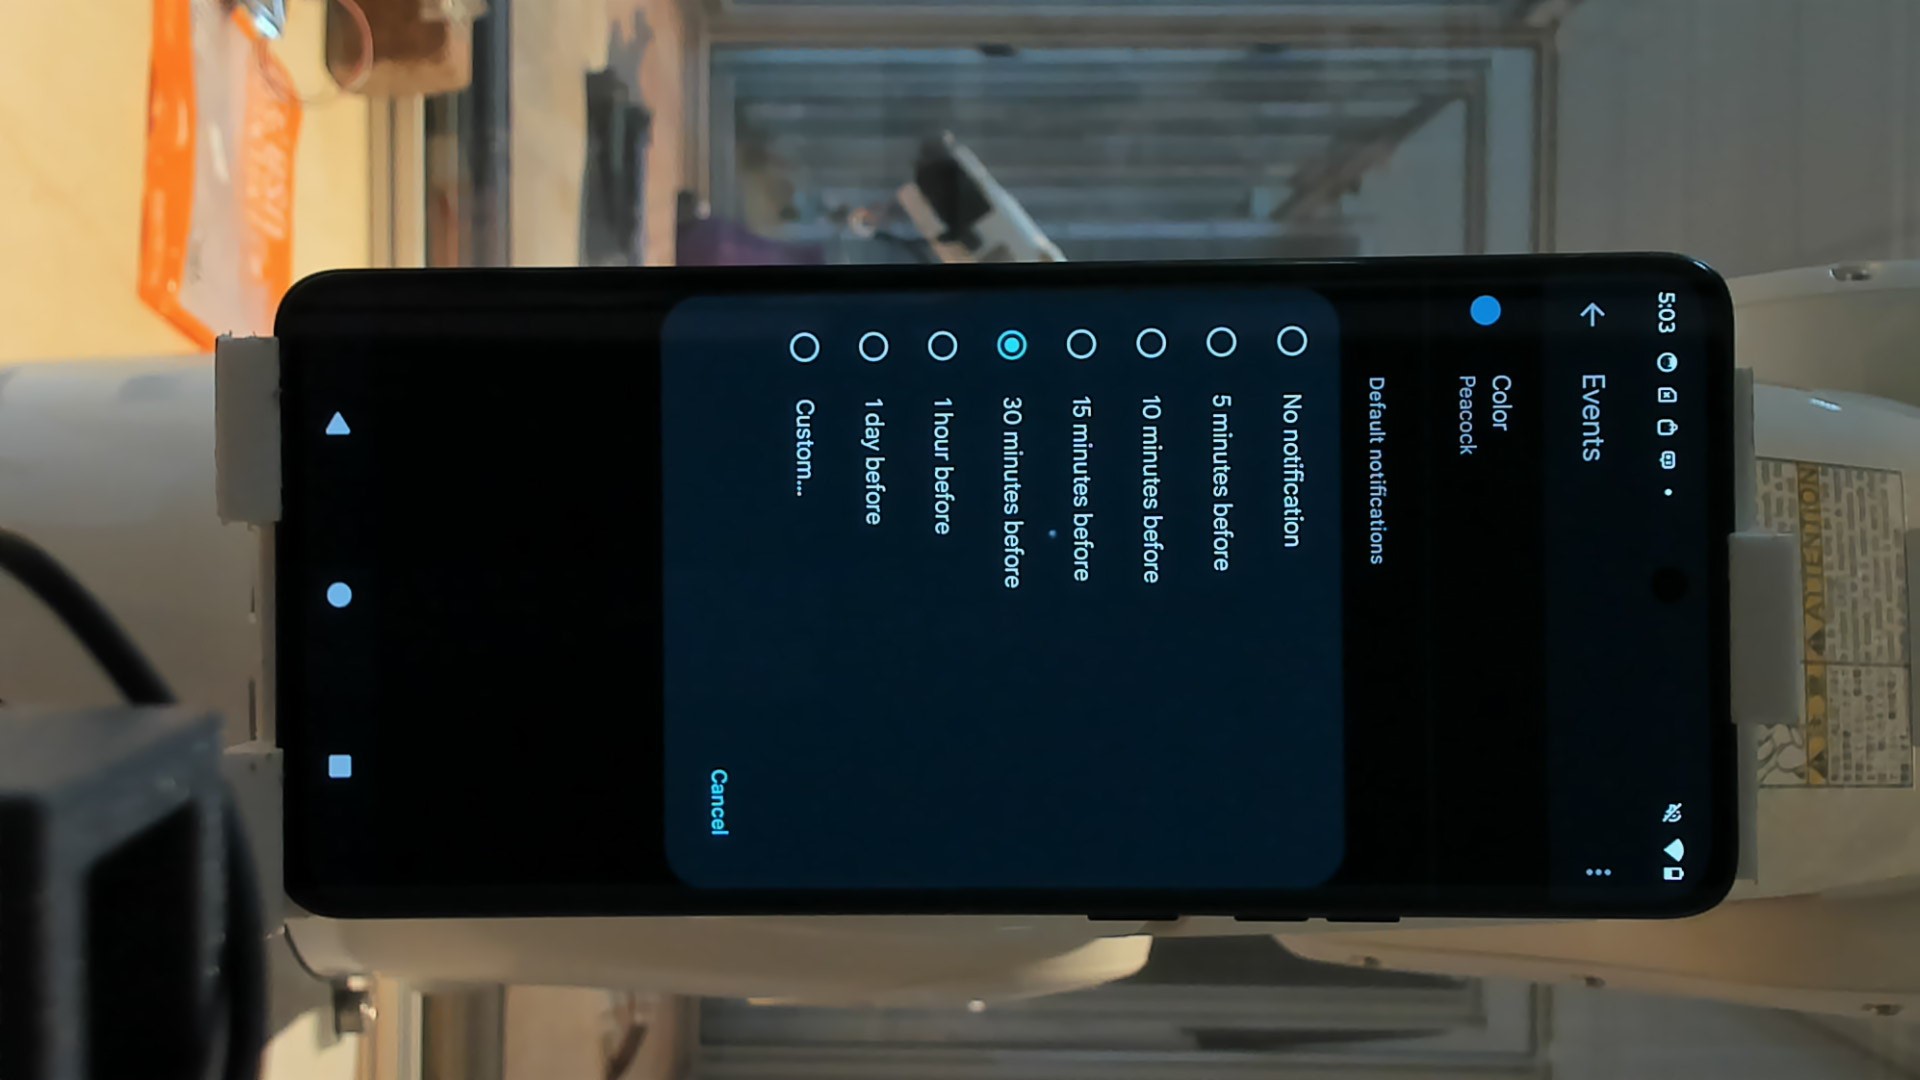 5:03
Events
Color
Peacock
Default notifications
No notification
5 minutes before
10 minutes before
15 minutes before
30 minutes before
1 hour before
1 day before
Custom...
Cancel
ATTENTION